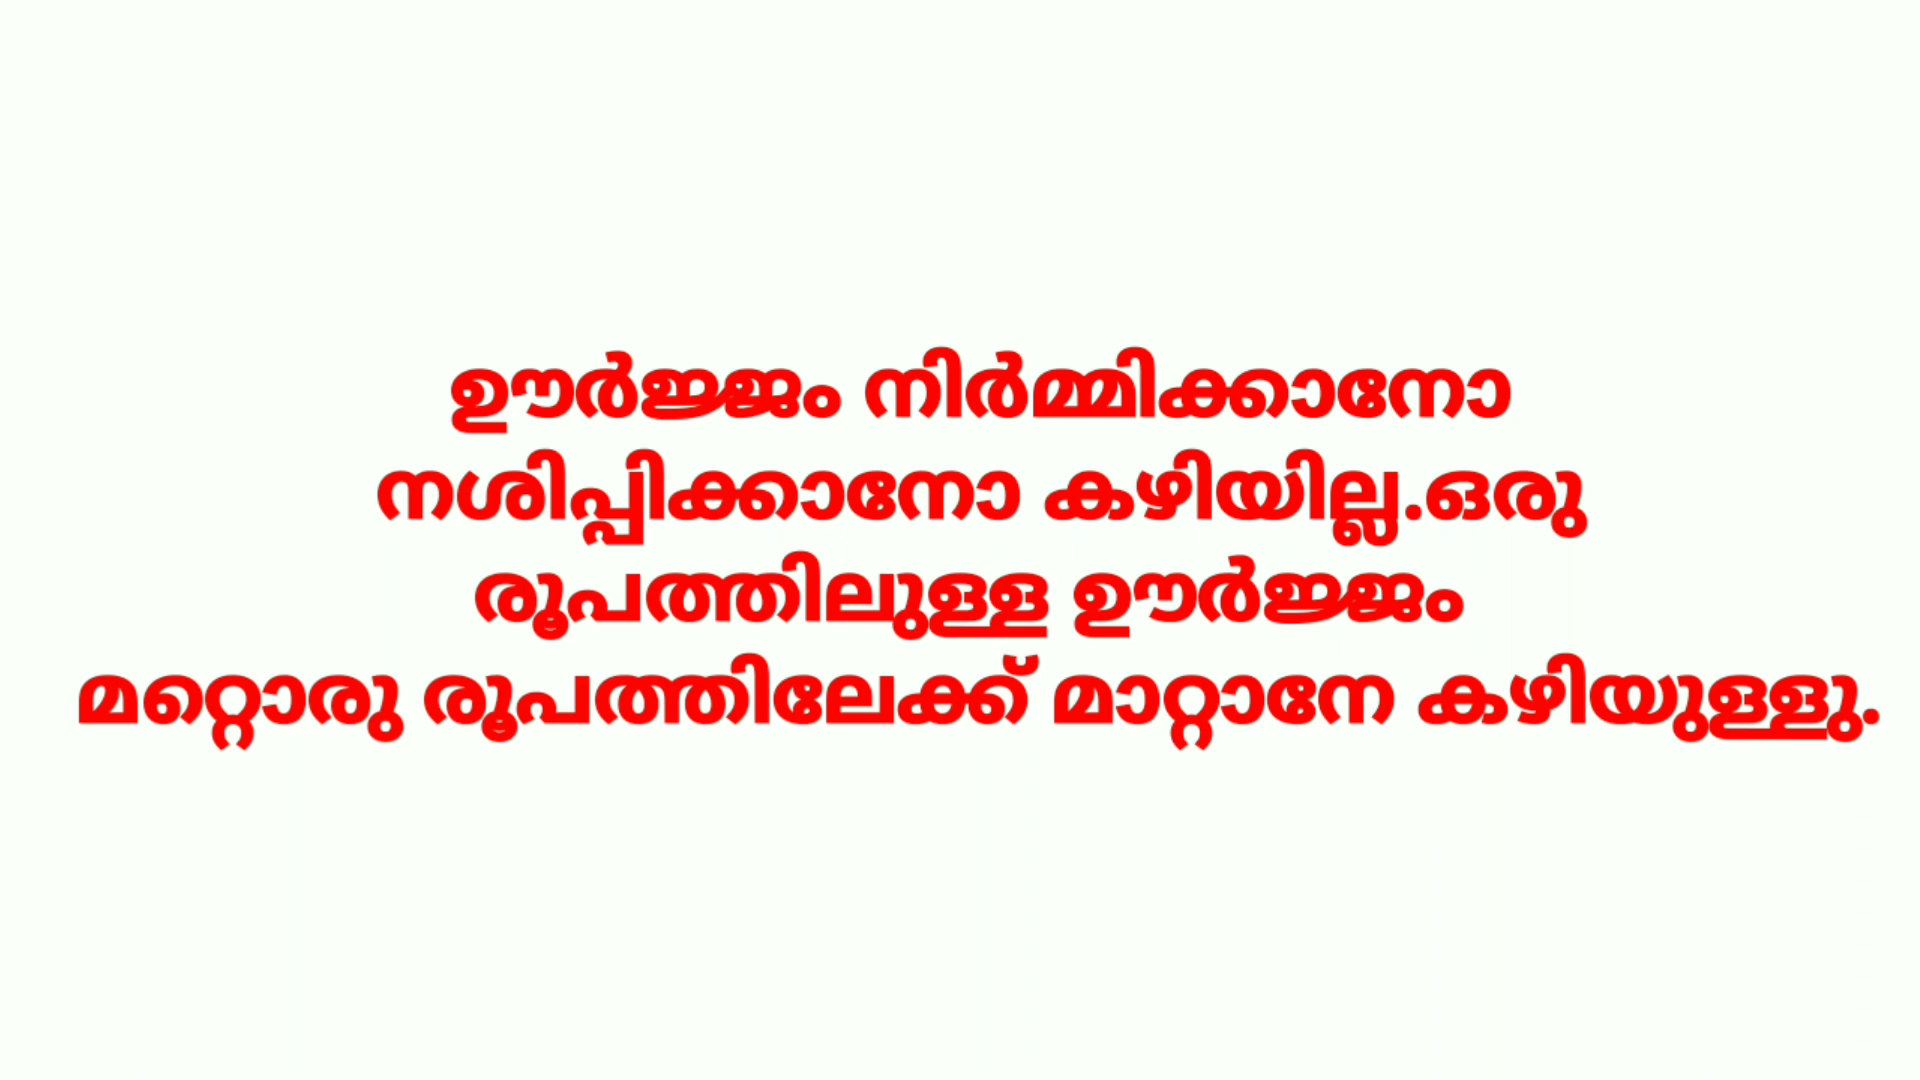 ഊർജ്ജം നിർമ്മിക്കാനോ
നശിപ്പിക്കാനോ കഴിയില്ല.ഒരു
രൂപത്തിലുള്ള ഊർജ്ജം
മറ്റൊരു രൂപത്തിലേക്ക് മാറ്റാനേ കഴിയുള്ളു.